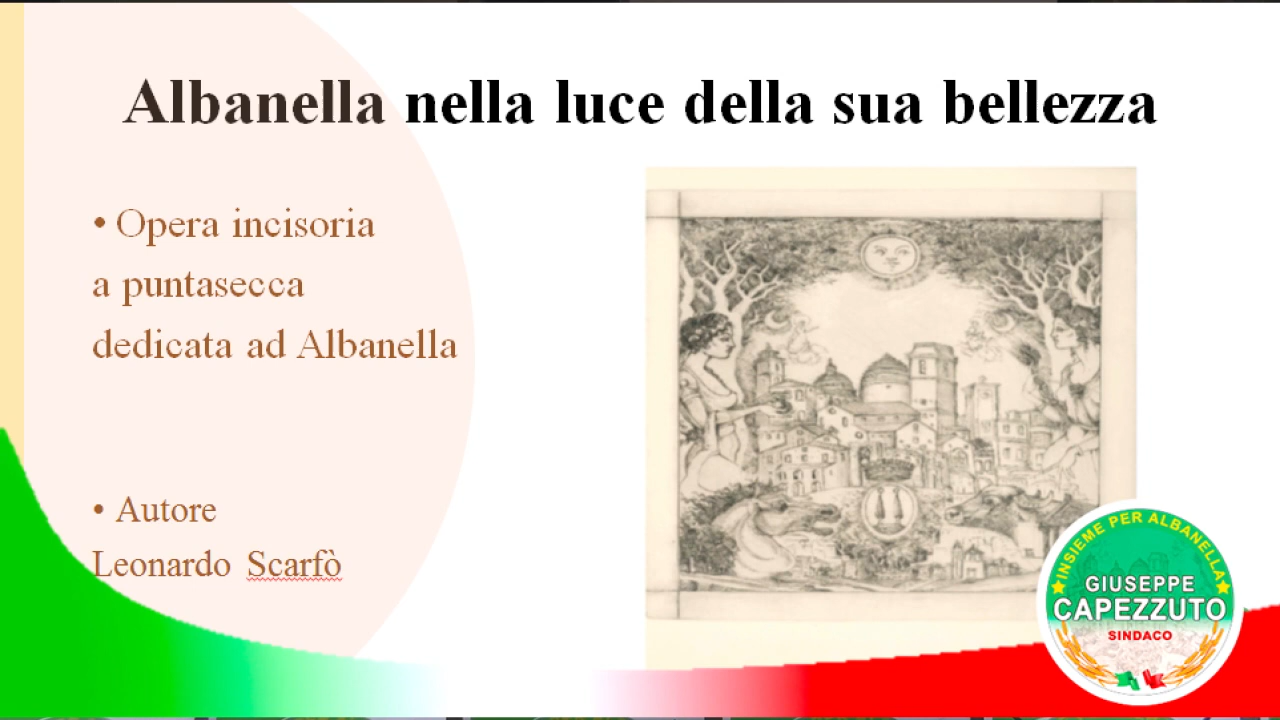 Albanella nella luce della sua bellezza
• Opera incisoria
a puntasecca
dedicata ad Albanella
• Autore
Leonardo Scarfò
INSIEME PER ALBANELLA
GIUSEPPE
CAPEZZUTO
SINDACO